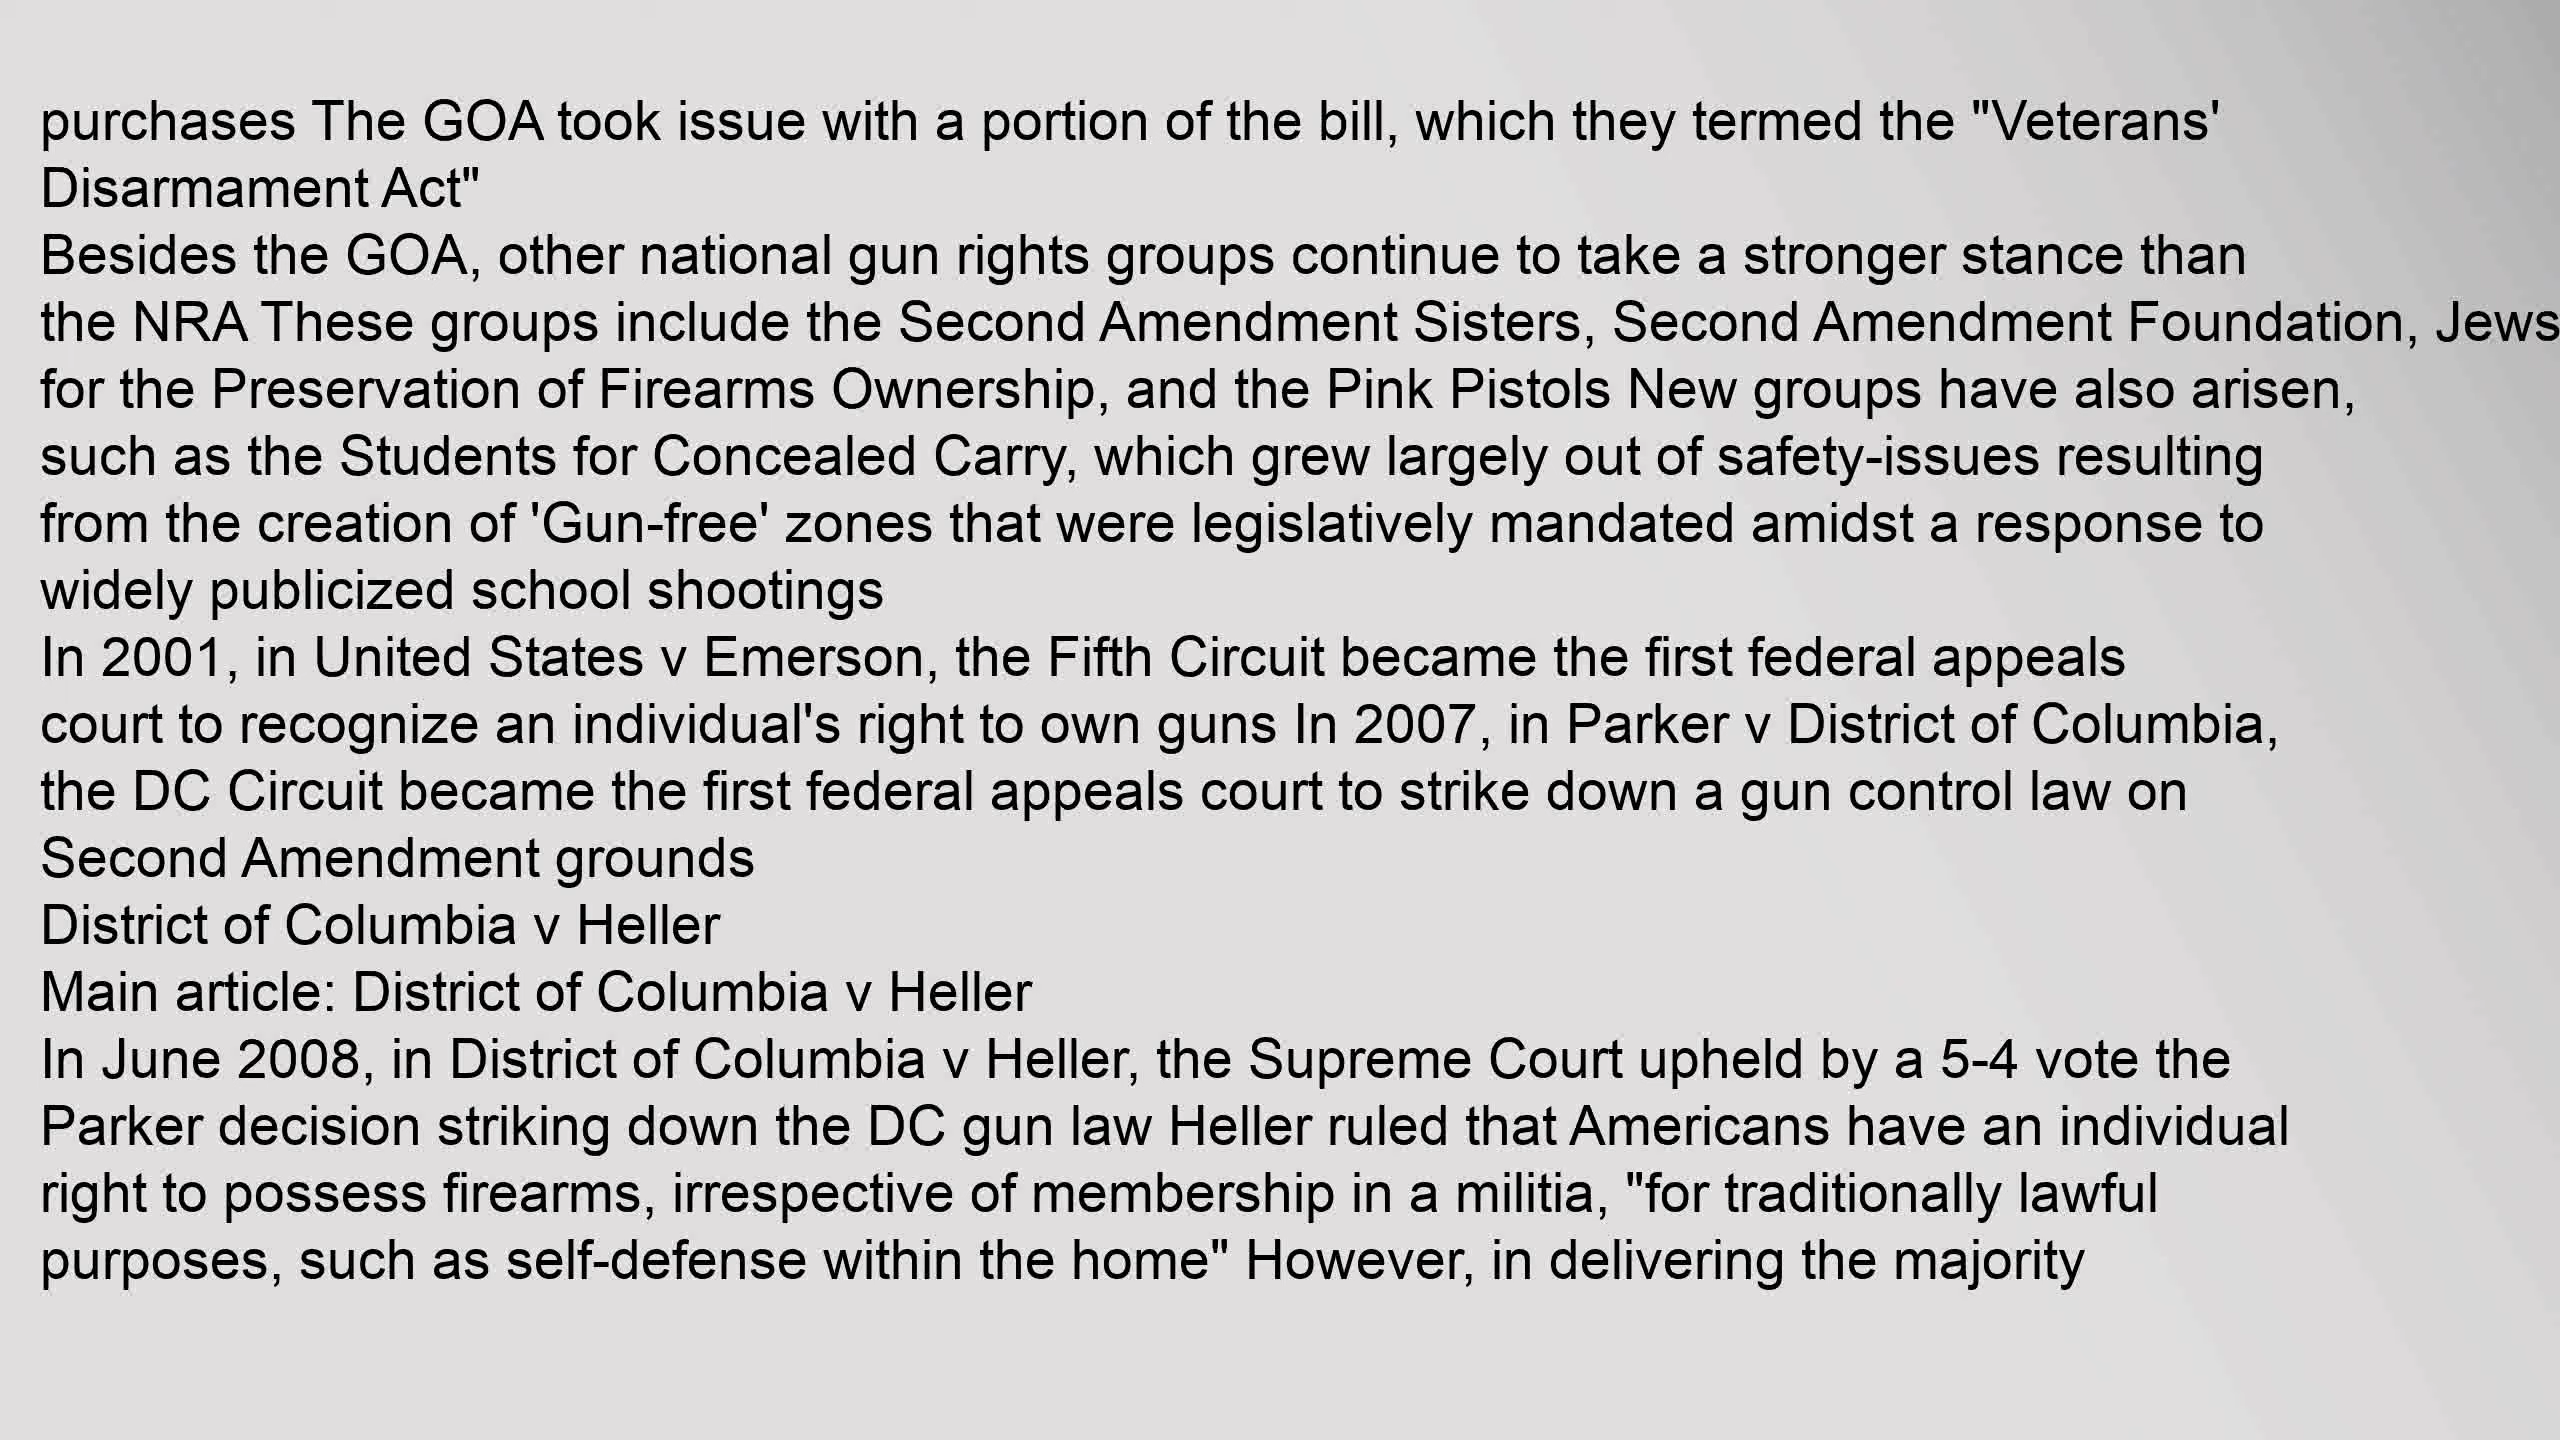 purchases The GOA took issue with a portion of the bill, which they termed the "Veterans'
Disarmament Act"
Besides the GOA, other national gun rights groups continue to take a stronger stance than
the NRA These groups include the Second Amendment Sisters, Second Amendment Foundation, Jews
for the Preservation of Firearms Ownership, and the Pink Pistols New groups have also arisen,
such as the Students for Concealed Carry, which grew largely out of safety-issues resulting
from the creation of 'Gun-free' zones that were legislatively mandated amidst a response to
widely publicized school shootings
In 2001, in United States v Emerson, the Fifth Circuit became the first federal appeals
court to recognize an individual's right to own guns In 2007, in Parker v District of Columbia,
the DC Circuit became the first federal appeals court to strike down a gun control law on
Second Amendment grounds
District of Columbia v Heller
Main article: District of Columbia v Heller
In June 2008, in District of Columbia v Heller, the Supreme Court upheld by a 5-4 vote the
Parker decision striking down the DC gun law Heller ruled that Americans have an individual
right to possess firearms, irrespective of membership in a militia, "for traditionally lawful
purposes, such as self-defense within the home" However, in delivering the majority